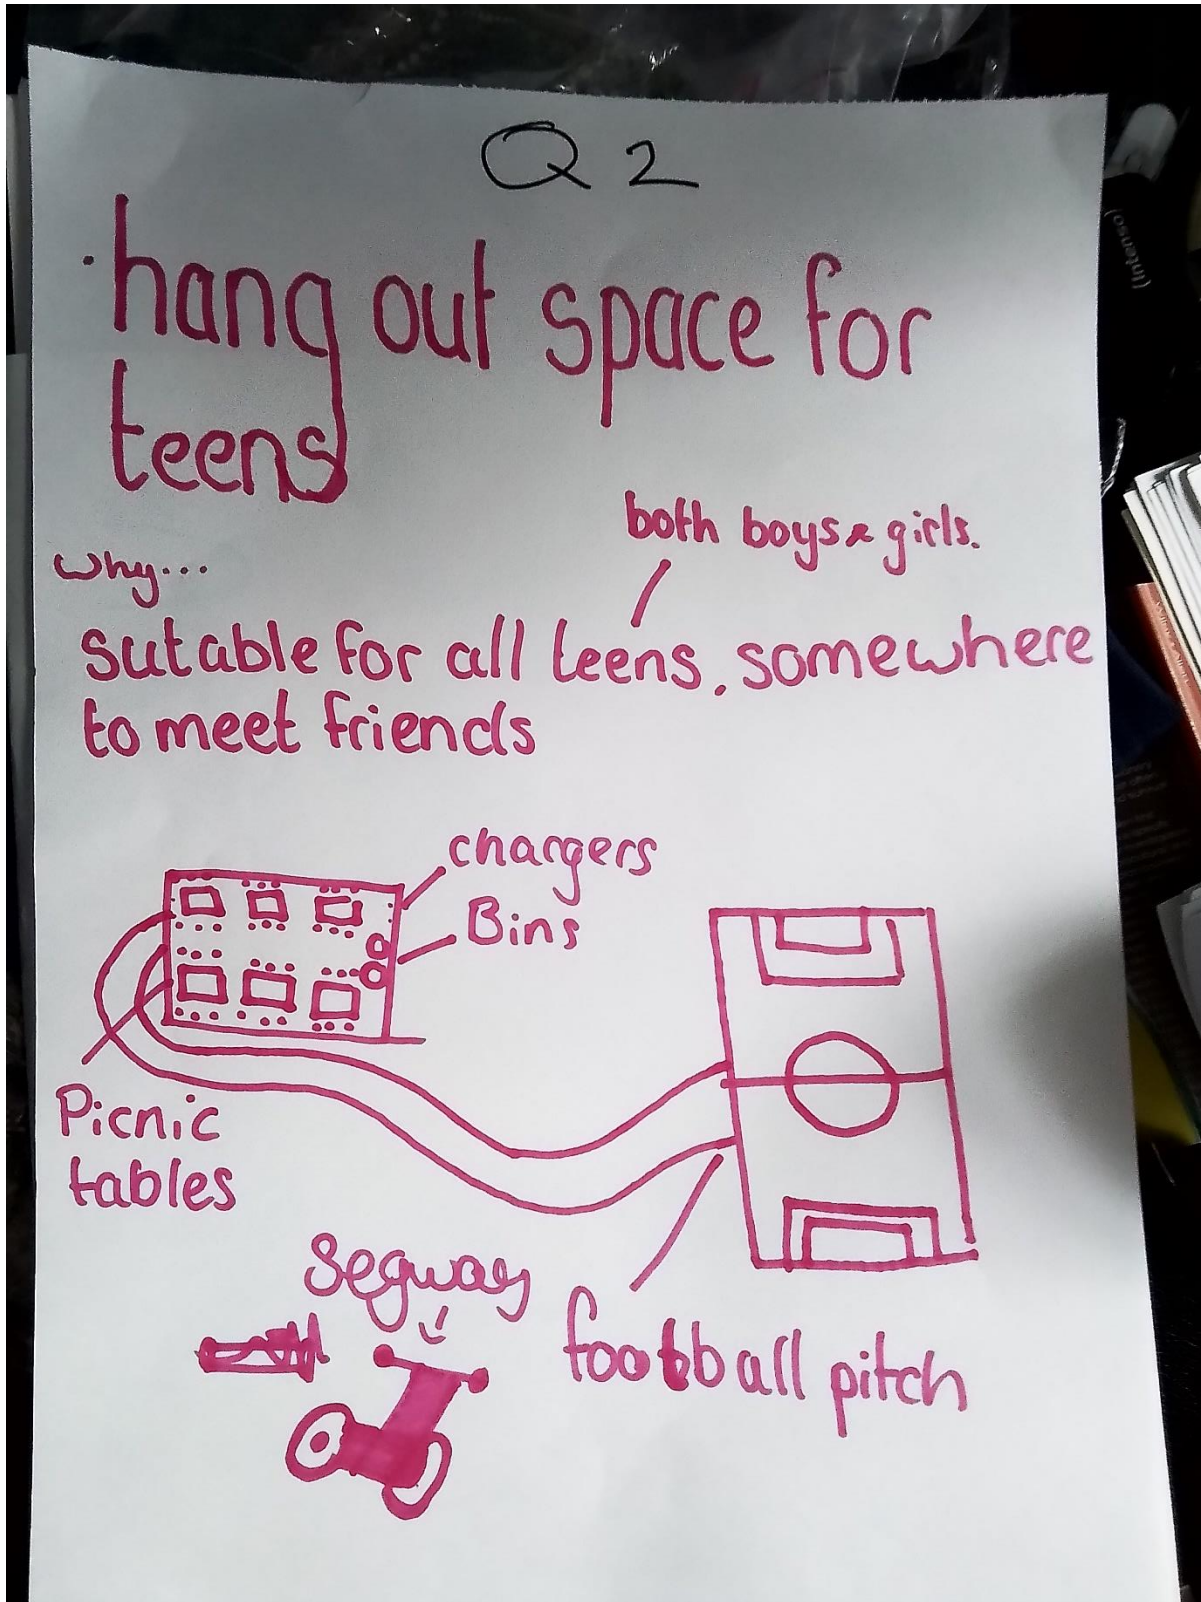 Q2
·hang out space for
teens
both boys & girls.
why...
sutable for all teens. somewhere
to meet friends
chargers
Bins
Picnic
tables
Segway
football pitch
(Intenso)